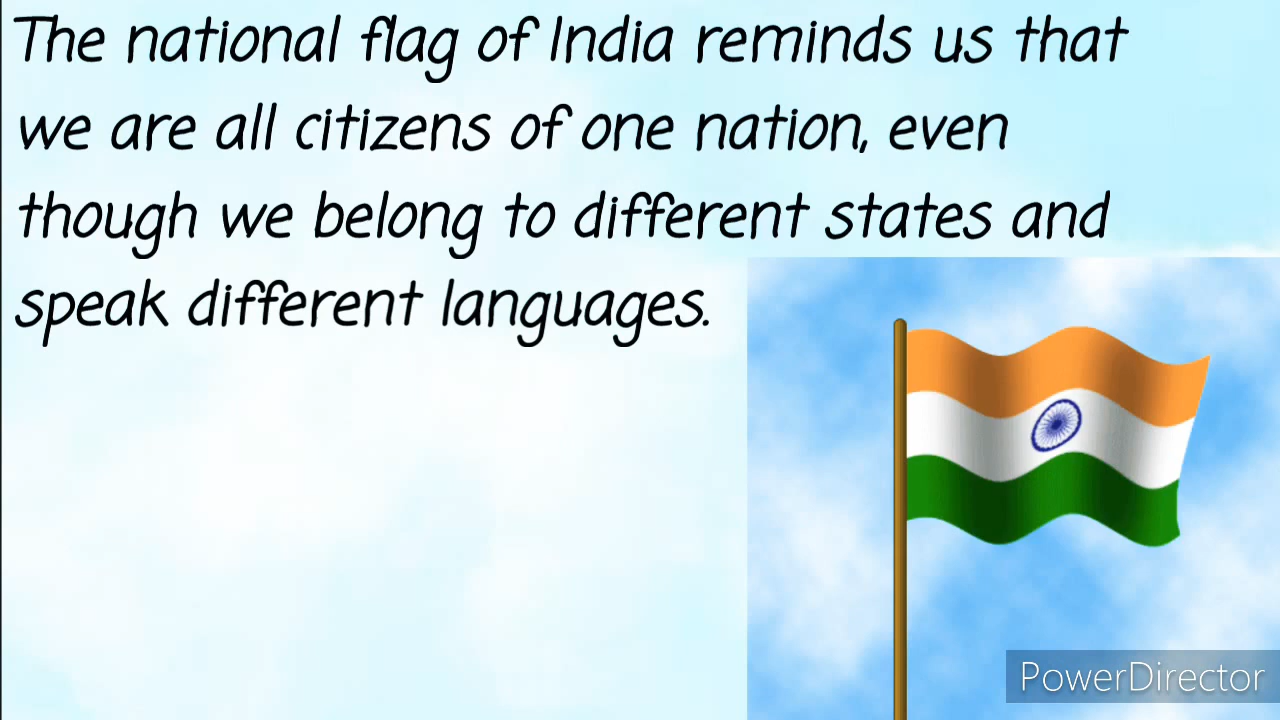 The national flag of India reminds us that
we are all citizens of one nation, even
though we belong to different states and
speak different languages.
PowerDirector